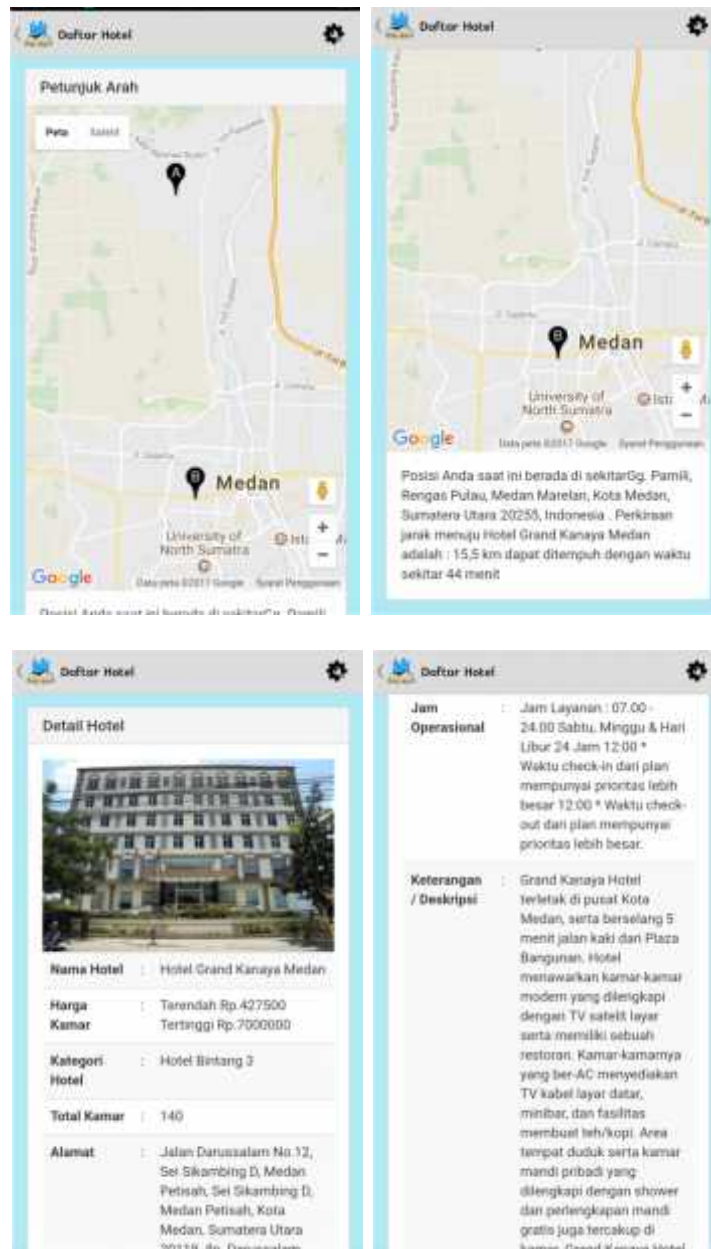 Daftar Hotel
Petunjuk Arah
Peta Satelit
A
B Medan
University of
North Sumatra
Google
Data peta ©2017 Google
Daftar Hotel
B Medan
University of
North Sumatra
Google
Data peta ©2017 Google Syarat Penggunaan
Posisi Anda saat ini berada di sekitarGg. Pamili,
Rengas Pulau, Medan Marelan, Kota Medan,
Sumatera Utara 20255, Indonesia . Perkiraan
jarak menuju Hotel Grand Kanaya Medan
adalah : 15,5 km dapat ditempuh dengan waktu
sekitar 44 menit
Daftar Hotel
Detail Hotel
Nama Hotel : Hotel Grand Kanaya Medan
Harga : Terendah Rp.427500
Kamar Tertinggi Rp.7000000
Kategori : Hotel Bintang 3
Hotel
Total Kamar : 140
Alamat : Jalan Darussalam No.12,
Sei Sikambing D, Medan
Petisah, Sei Sikambing D,
Medan Petisah, Kota
Medan, Sumatera Utara
Daftar Hotel
Jam : Jam Layanan : 07.00 -
Operasional 24.00 Sabtu, Minggu & Hari
Libur 24 Jam 12:00 *
Waktu check-in dari plan
mempunyai prioritas lebih
besar 12:00 * Waktu check-
out dari plan mempunyai
prioritas lebih besar.
Keterangan : Grand Kanaya Hotel
/ Deskripsi terletak di pusat Kota
Medan, serta berselang 5
menit jalan kaki dari Plaza
Bangunan. Hotel
menawarkan kamar-kamar
modern yang dilengkapi
dengan TV satelit layar
serta memiliki sebuah
restoran. Kamar-kamarnya
yang ber-AC menyediakan
TV kabel layar datar,
minibar, dan fasilitas
membuat teh/kopi. Area
tempat duduk serta kamar
mandi pribadi yang
dilengkapi dengan shower
dan perlengkapan mandi
gratis juga tercakup di
kamar. Grand Kanaya Hotel